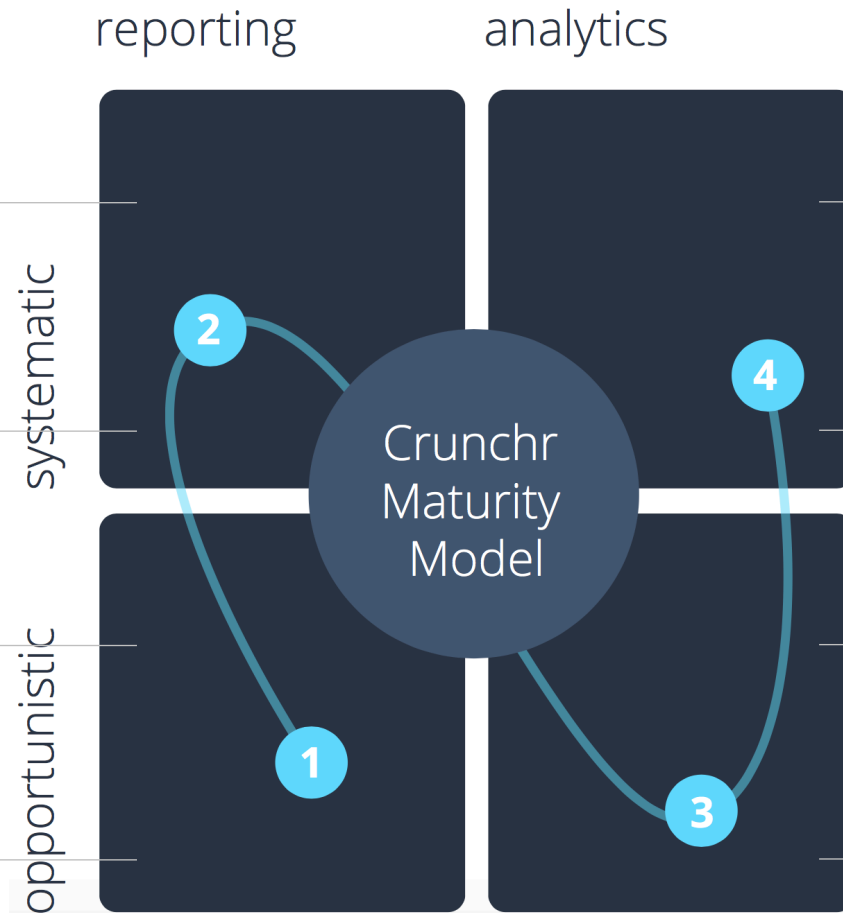 reporting
analytics
systematic
2
4
Crunchr
Maturity
Model
opportunistic
1
3